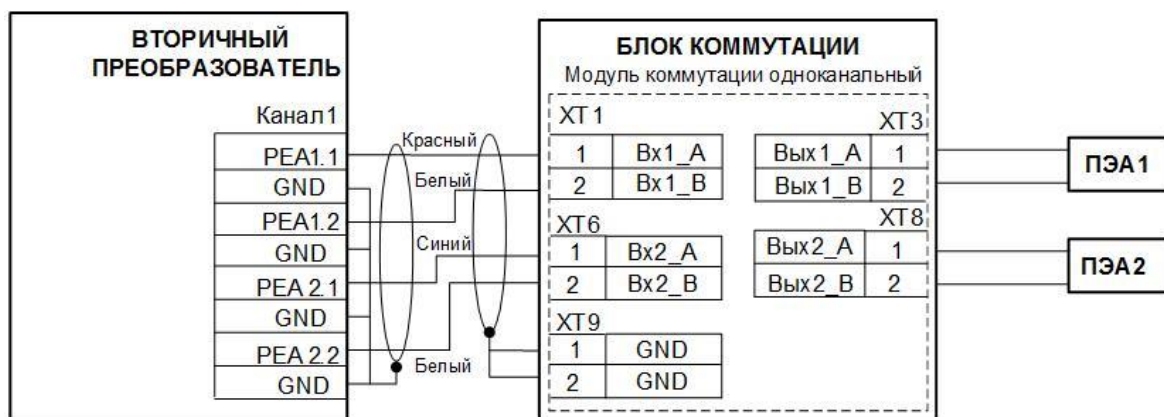 ВТОРИЧНЫЙ
ПРЕОБРАЗОВАТЕЛЬ
Канал1
PEA1.1
GND
PEA1.2
GND
PEA 2.1
GND
PEA 2.2
GND
Красный
Белый
Синий
Белый
БЛОК КОММУТАЦИИ
Модуль коммутации одноканальный
XT1
1 Вх1_А
2 Вх1_В
XT6
1 Вх2_А
2 Вх2_В
XT9
1 GND
2 GND
XT3
Вых1_А 1
Вых1_В 2
XT8
Вых2_А 1
Вых2_В 2
ПЭА1
ПЭА2